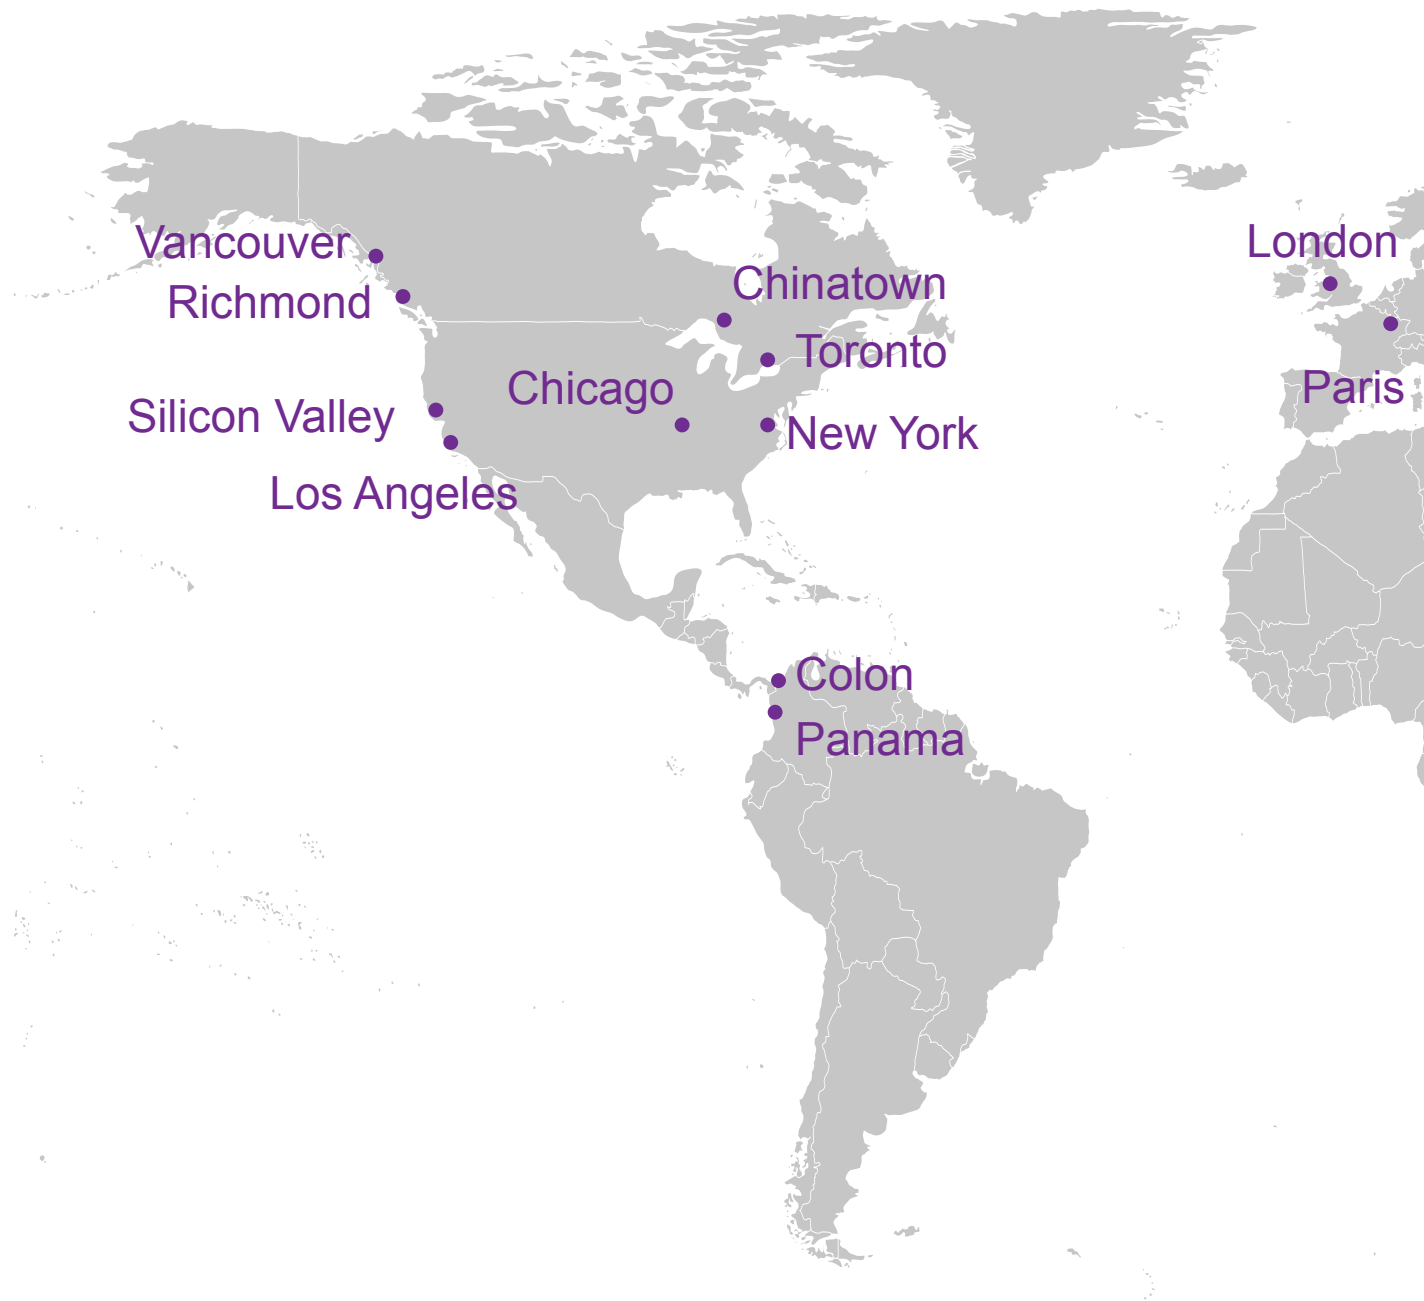 Vancouver
London
Chinatown
Richmond
Toronto
Chicago
Paris
Silicon Valley
New York
Los Angeles
Colon
Panama